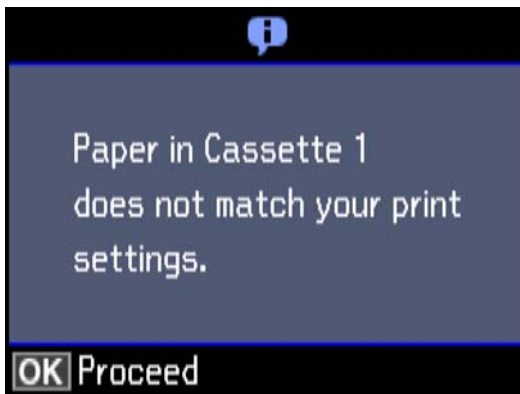 Paper in Cassette 1
does not match your print
settings.
OK Proceed